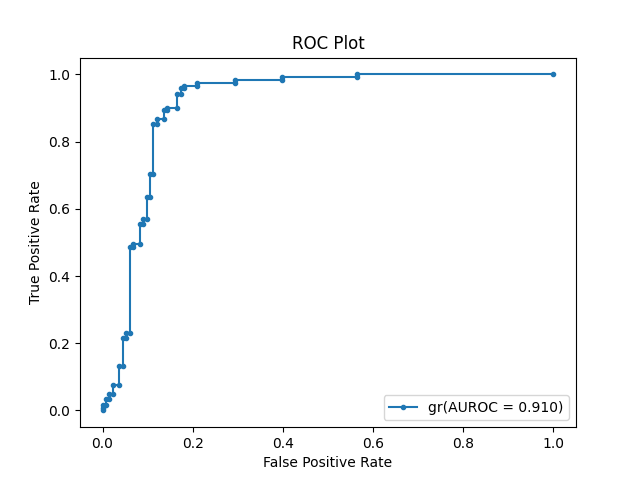 ROC Plot
1.0
0.8
0.6
0.4
0.2
0.0
True Positive Rate
gr(AUROC = 0.910)
0.0 0.2 0.4 0.6 0.8 1.0
False Positive Rate